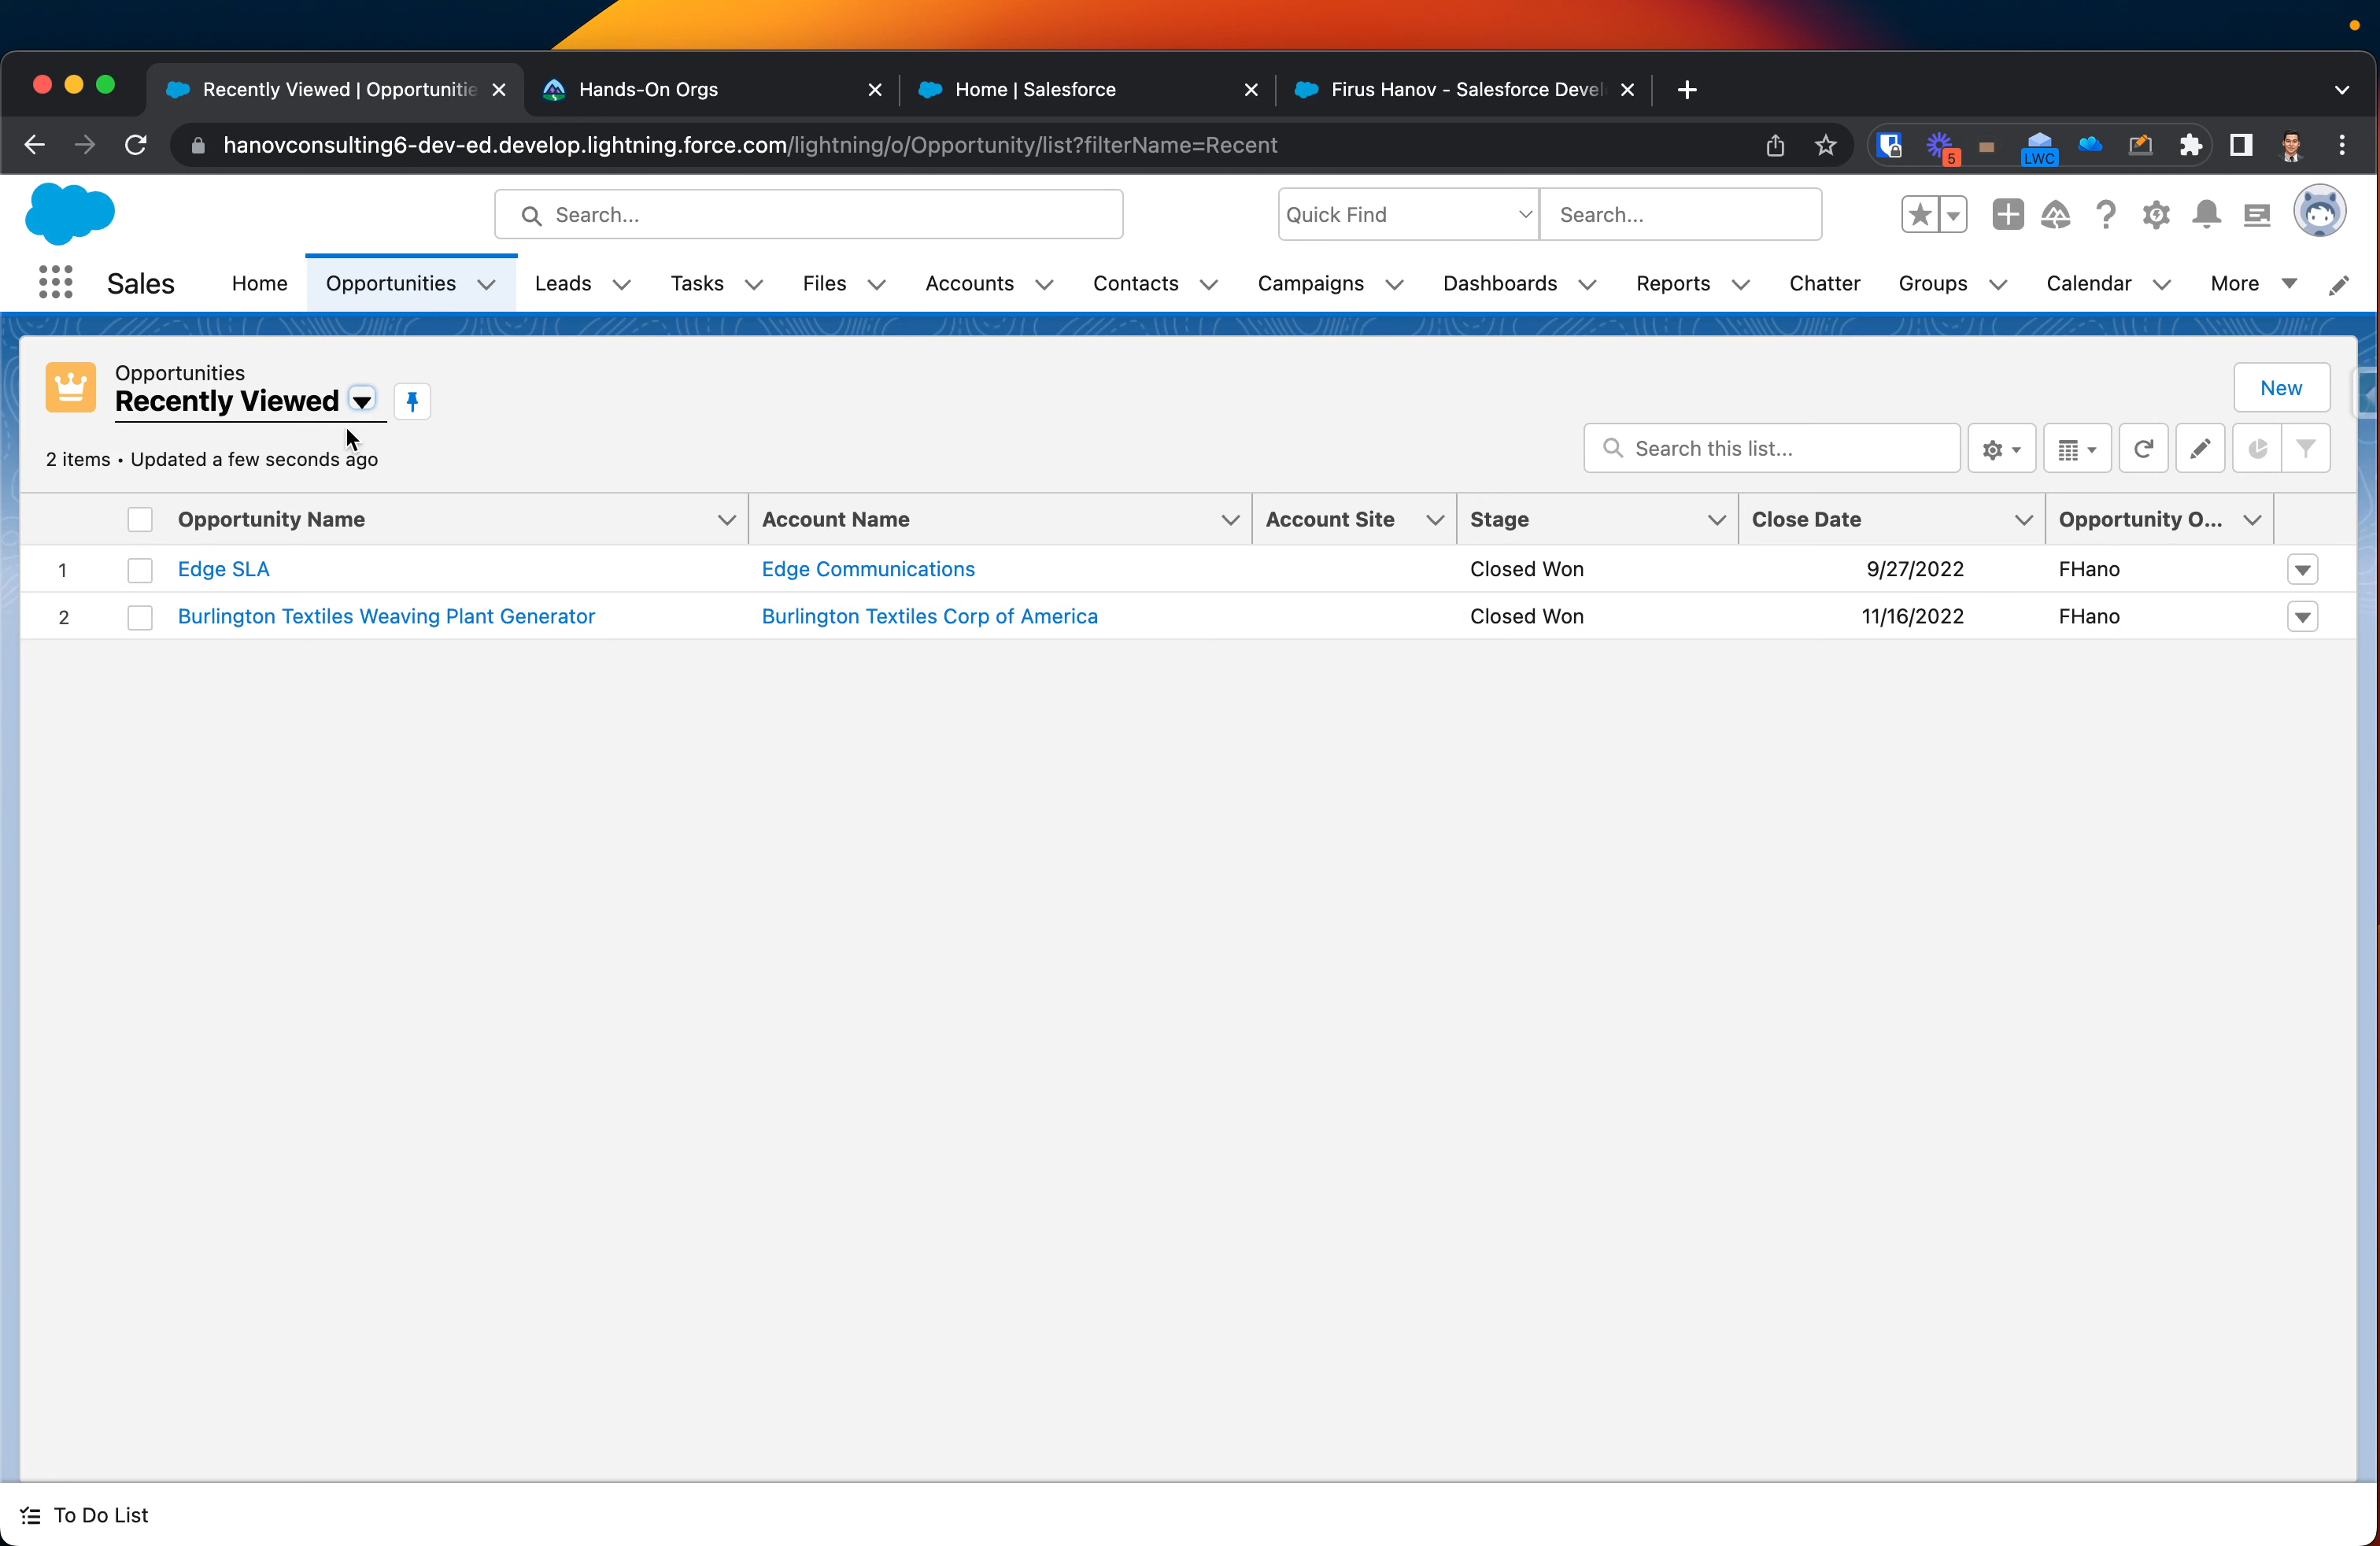 Recently Viewed | Opportunitie
Hands-On Orgs
Home | Salesforce
Firus Hanov - Salesforce Devel
hanovconsulting6-dev-ed.develop.lightning.force.com/lightning/o/Opportunity/list?filterName=Recent
5
LWC
Search...
Quick Find
Search...
Sales
Home
Opportunities
Leads
Tasks
Files
Accounts
Contacts
Campaigns
Dashboards
Reports
Chatter
Groups
Calendar
More
Opportunities
Recently Viewed
New
2 items • Updated a few seconds ago
Search this list...
Opportunity Name
Account Name
Account Site
Stage
Close Date
Opportunity O...
1 Edge SLA Edge Communications Closed Won 9/27/2022 FHano
2 Burlington Textiles Weaving Plant Generator Burlington Textiles Corp of America Closed Won 11/16/2022 FHano
To Do List